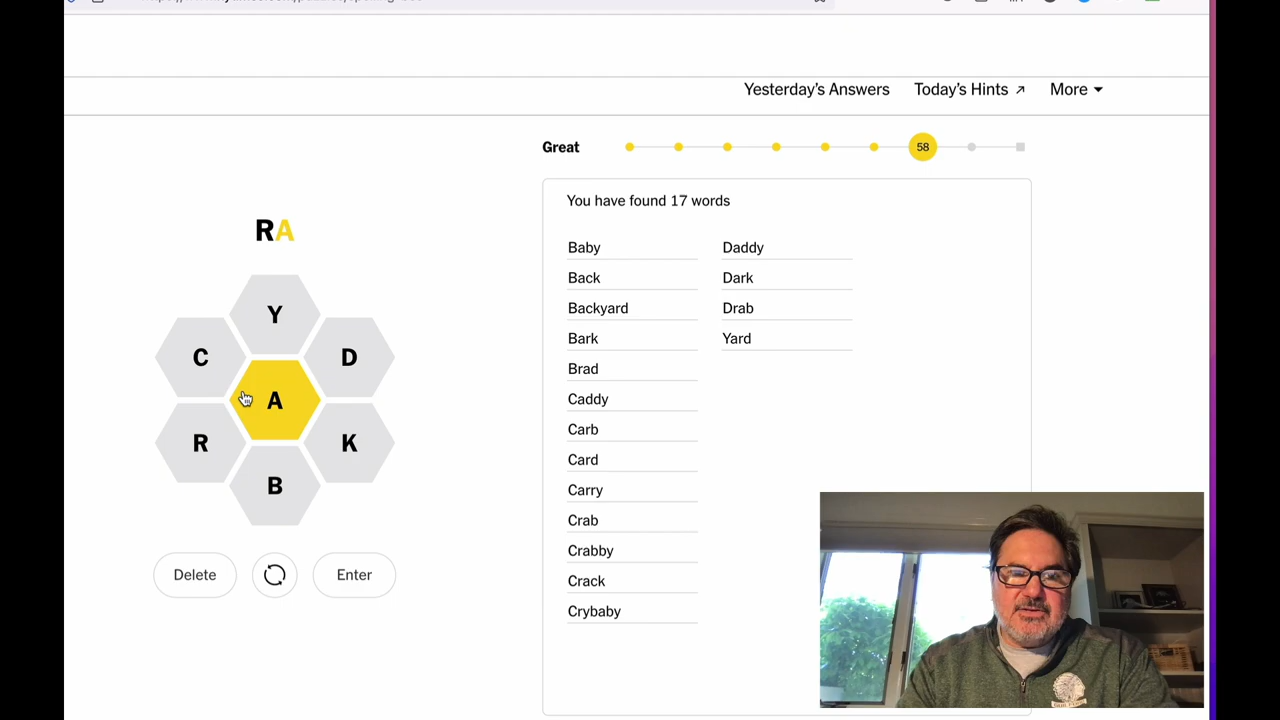 Yesterday's Answers Today's Hints ↗ More
Great 58
You have found 17 words
RA
Baby Daddy
Back Dark
Backyard Drab
Bark Yard
Brad
Caddy
Carb
Card
Carry
Crab
Crabby
Crack
Crybaby
Y
C D
A
R K
B
Delete Enter